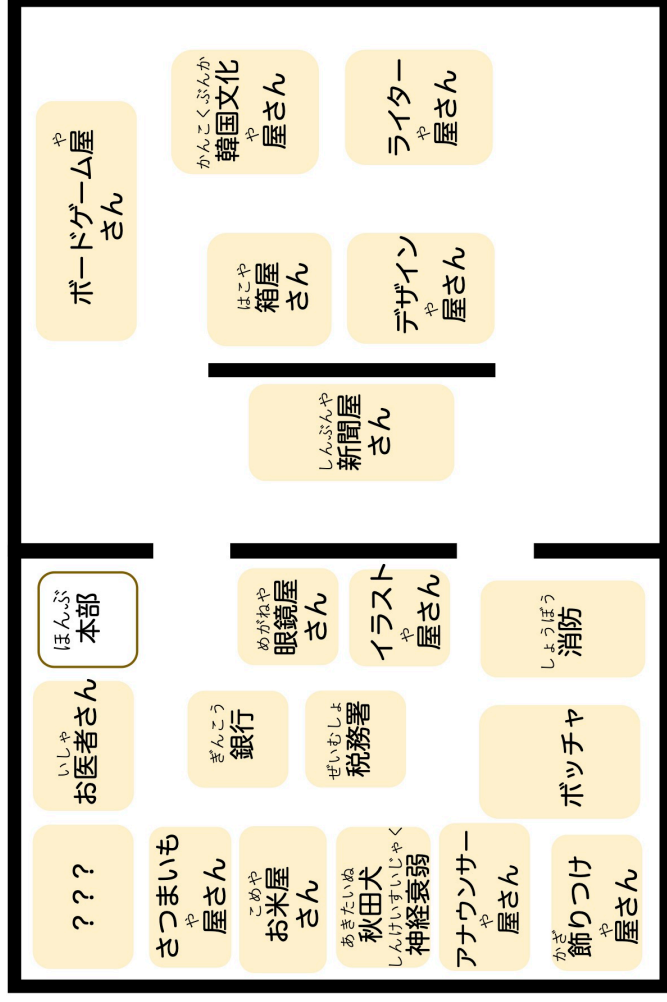 ？？？
いしゃ
お医者さん
ほんぶ
本部
や
ボードゲーム屋
さん
さつまいも
や
屋さん
ぎんこう
銀行
かんこくぶんか
韓国文化
や
屋さん
こめや
お米屋
さん
めがねや
眼鏡屋
さん
はこや
箱屋
さん
あきたいぬ
秋田犬
しんけいすいじゃく
神経衰弱
ぜいむしょ
税務署
しんぶんや
新聞屋
さん
イラスト
や
屋さん
デザイン
や
屋さん
ライター
や
屋さん
アナウンサー
や
屋さん
ボッチャ
しょうぼう
消防
かざ
飾りつけ
や
屋さん